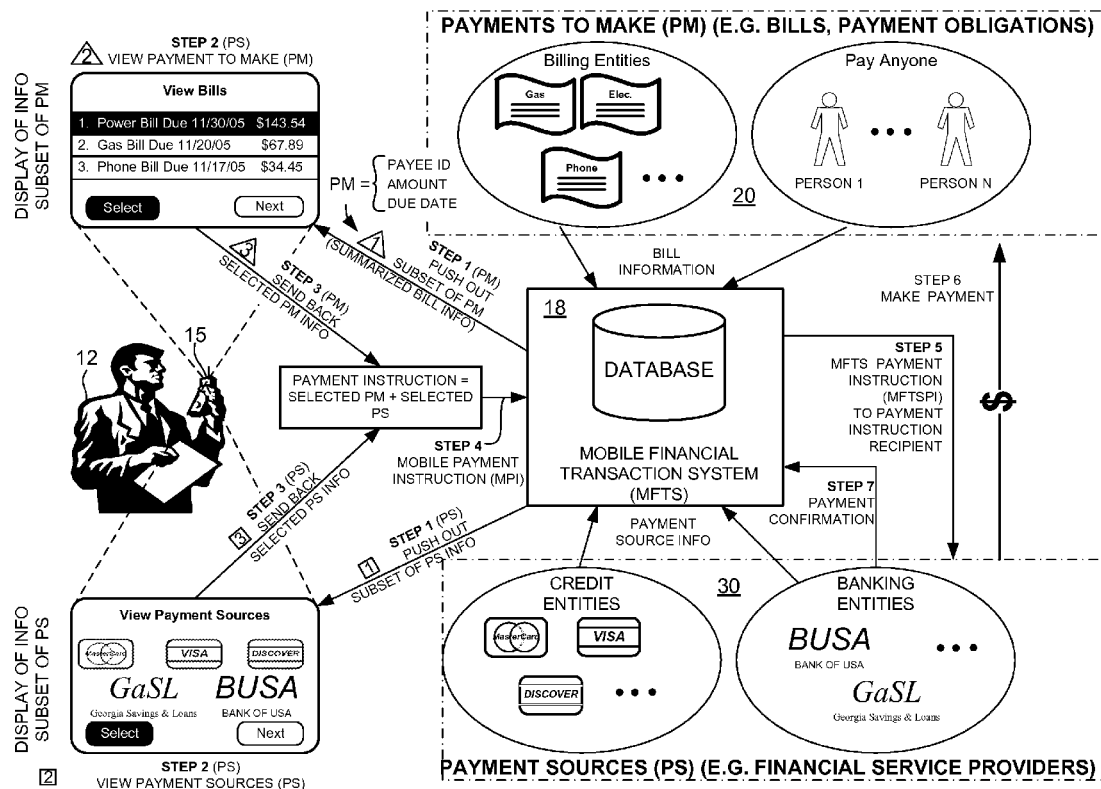 STEP 2 (PS)
2
VIEW PAYMENT TO MAKE (PM)
DISPLAY OF INFO
SUBSET OF PM
View Bills
1. Power Bill Due 11/30/05 $143.54
2. Gas Bill Due 11/20/05 $67.89
3. Phone Bill Due 11/17/05 $34.45
Select
Next
PAYMENTS TO MAKE (PM) (E.G. BILLS, PAYMENT OBLIGATIONS)
Billing Entities
Gas
Elec.
Phone
• • •
Pay Anyone
• • •
PERSON 1
PERSON N
20
PM =
PAYEE ID
AMOUNT
DUE DATE
1
STEP 1 (PM)
PUSH OUT
SUBSET OF PM
(SUMMARIZED BILL INFO)
3
STEP 3 (PM)
SEND BACK
SELECTED PM INFO
BILL
INFORMATION
18
DATABASE
MOBILE FINANCIAL
TRANSACTION SYSTEM
(MFTS)
STEP 6
MAKE PAYMENT
$
STEP 5
MFTS PAYMENT
INSTRUCTION
(MFTSPI)
TO PAYMENT
INSTRUCTION
RECIPIENT
12
15
PAYMENT INSTRUCTION =
SELECTED PM + SELECTED
PS
STEP 4
MOBILE PAYMENT
INSTRUCTION (MPI)
3
STEP 3 (PS)
SEND BACK
SELECTED PS INFO
1
STEP 1 (PS)
PUSH OUT
SUBSET OF PS INFO
PAYMENT
SOURCE INFO
STEP 7
PAYMENT
CONFIRMATION
DISPLAY OF INFO
SUBSET OF PS
View Payment Sources
MasterCard
VISA
DISCOVER
GaSL
Georgia Savings & Loans
BUSA
BANK OF USA
Select
Next
2
STEP 2 (PS)
VIEW PAYMENT SOURCES (PS)
30
CREDIT
ENTITIES
MasterCard
VISA
DISCOVER
• • •
BANKING
ENTITIES
BUSA
BANK OF USA
• • •
GaSL
Georgia Savings & Loans
PAYMENT SOURCES (PS) (E.G. FINANCIAL SERVICE PROVIDERS)